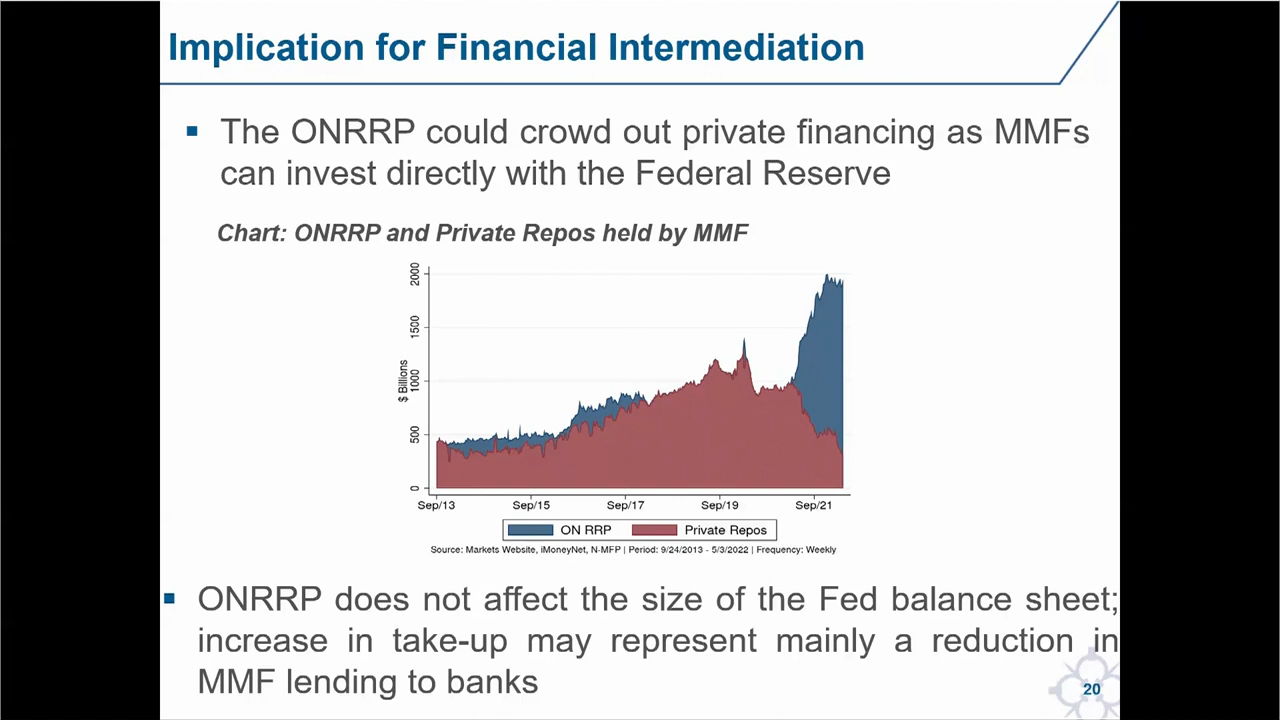 Implication for Financial Intermediation
▪ The ONRRP could crowd out private financing as MMFs
can invest directly with the Federal Reserve
Chart: ONRRP and Private Repos held by MMF
$ Billions
2000
1500
1000
500
0
Sep/13 Sep/15 Sep/17 Sep/19 Sep/21
ON RRP Private Repos
Source: Markets Website, iMoneyNet, N-MFP | Period: 9/24/2013 - 5/3/2022 | Frequency: Weekly
▪ ONRRP does not affect the size of the Fed balance sheet;
increase in take-up may represent mainly a reduction in
MMF lending to banks
20